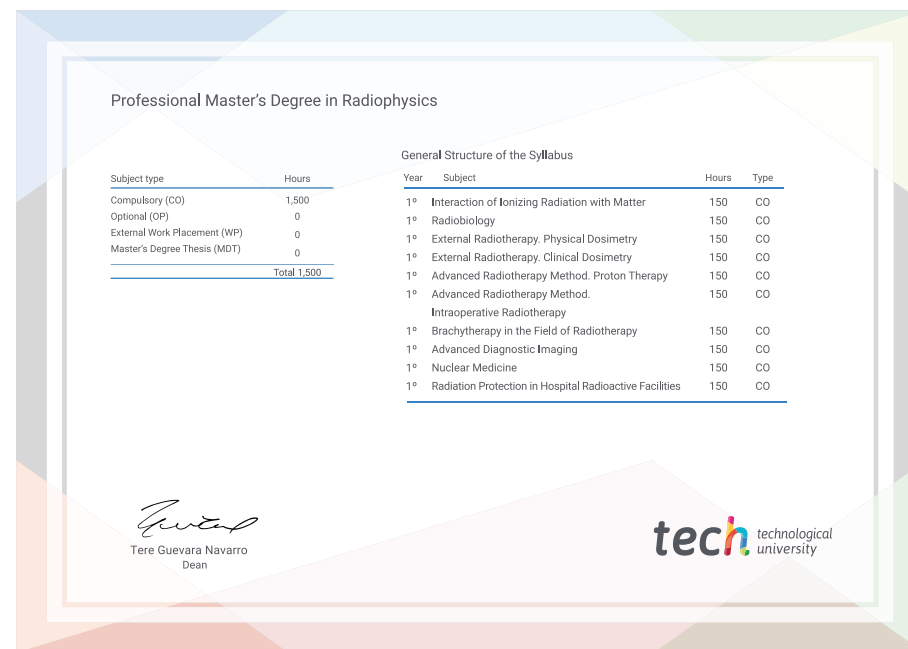 Professional Master's Degree in Radiophysics
Subject type Hours
Compulsory (CO) 1,500
Optional (OP) 0
External Work Placement (WP) 0
Master's Degree Thesis (MDT) 0
Total 1,500
General Structure of the Syllabus
Year Subject Hours Type
1º Interaction of Ionizing Radiation with Matter 150 CO
1º Radiobiology 150 CO
1º External Radiotherapy. Physical Dosimetry 150 CO
1º External Radiotherapy. Clinical Dosimetry 150 CO
1º Advanced Radiotherapy Method. Proton Therapy 150 CO
1º Advanced Radiotherapy Method. 150 CO
Intraoperative Radiotherapy
1º Brachytherapy in the Field of Radiotherapy 150 CO
1º Advanced Diagnostic Imaging 150 CO
1º Nuclear Medicine 150 CO
1º Radiation Protection in Hospital Radioactive Facilities 150 CO
Tere Guevara Navarro
Dean
tech technological
university